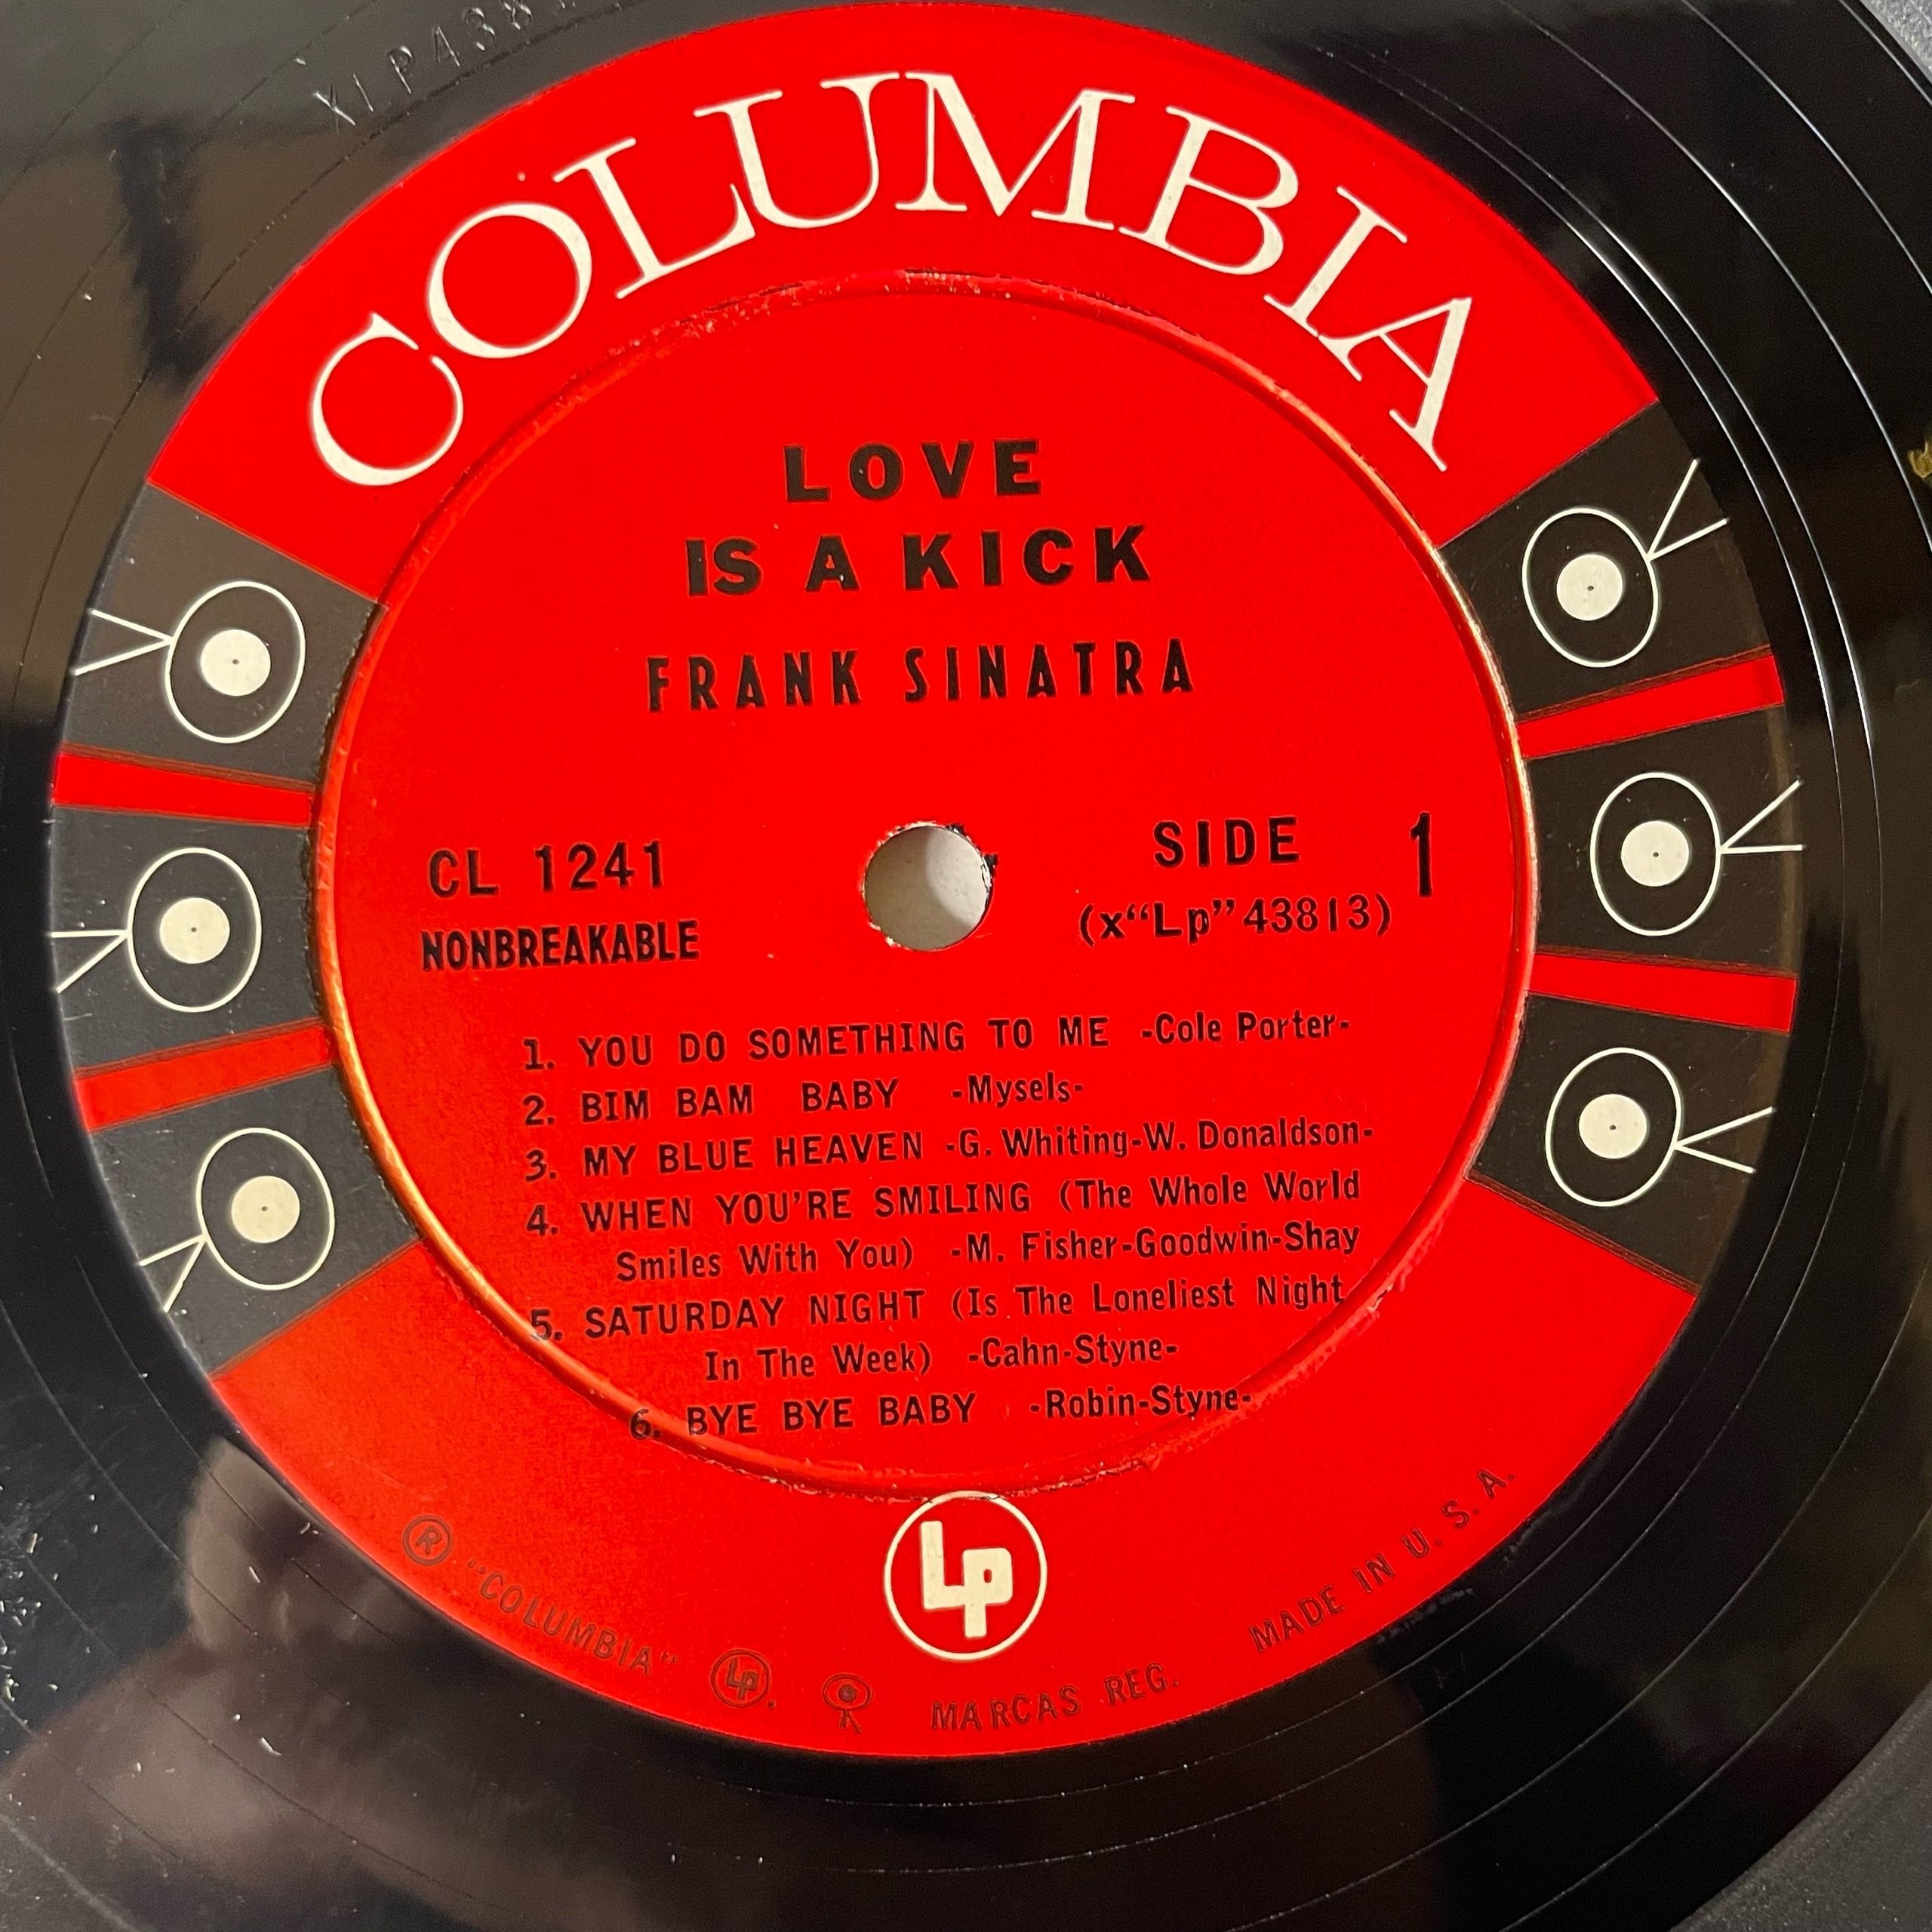 COLUMBIA
LOVE
IS A KICK
FRANK SINATRA
CL 1241
NONBREAKABLE
SIDE 1
(x“Lp”43813)
1. YOU DO SOMETHING TO ME -Cole Porter-
2. BIM BAM BABY -Mysels-
3. MY BLUE HEAVEN -G. Whiting-W. Donaldson-
4. WHEN YOU'RE SMILING (The Whole World
Smiles With You) -M. Fisher-Goodwin-Shay
5. SATURDAY NIGHT (Is The Loneliest Night
In The Week) -Cahn-Styne-
6. BYE BYE BABY -Robin-Styne-
Lp
® “COLUMBIA” Lp. MARCAS REG. MADE IN U. S. A.